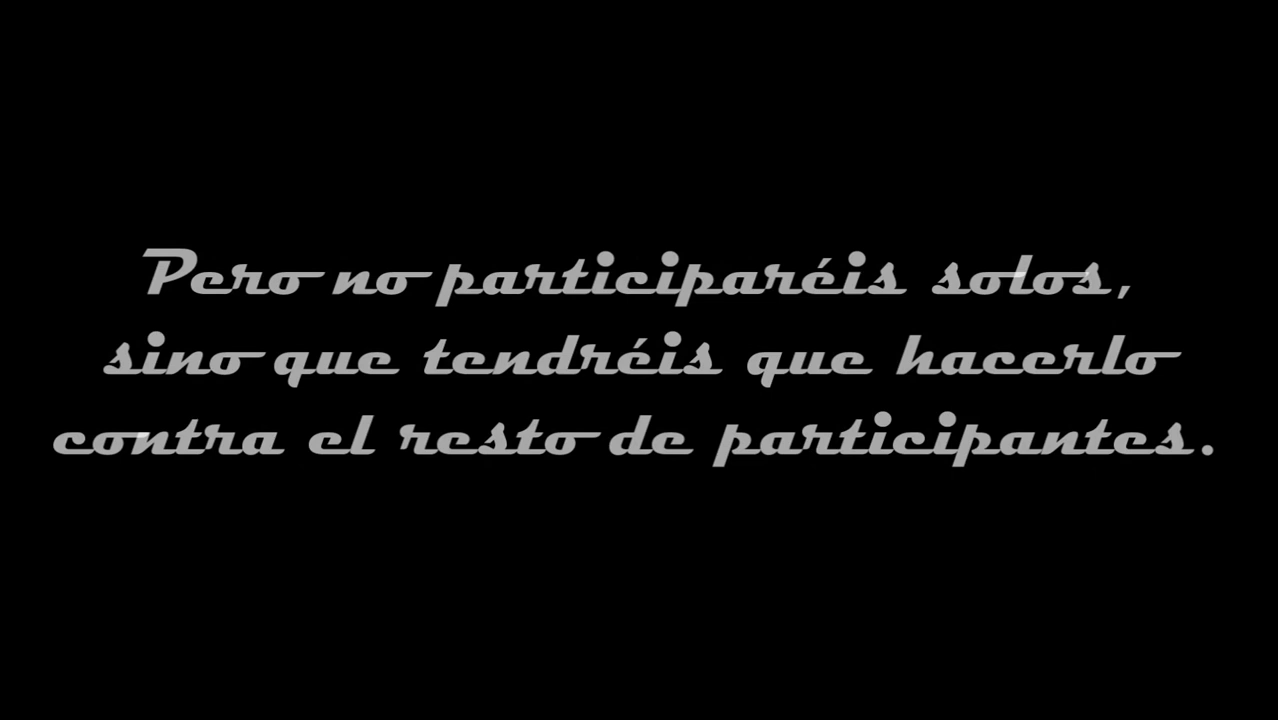 Pero no participaréis solos,
sino que tendréis que hacerlo
contra el resto de participantes.